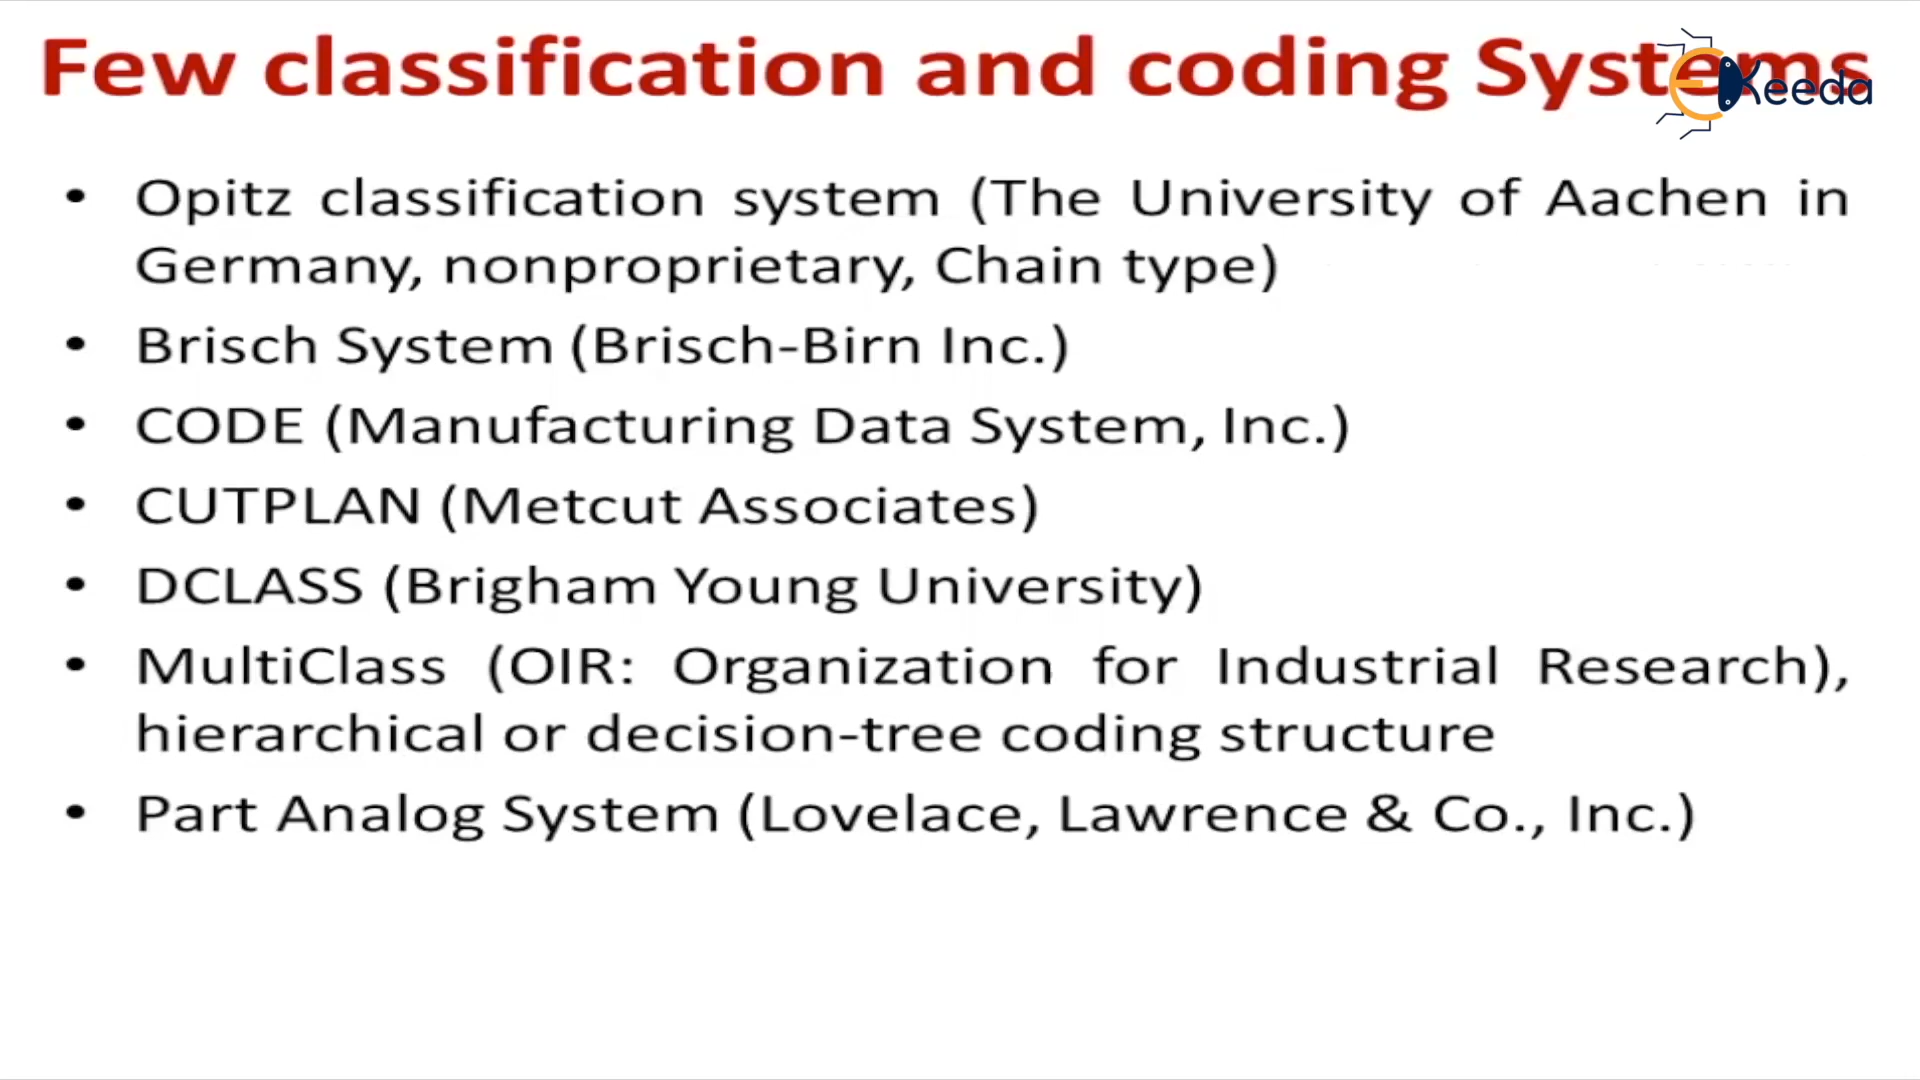 Few classification and coding Systems
Keeda
• Opitz classification system (The University of Aachen in
Germany, nonproprietary, Chain type)
• Brisch System (Brisch-Birn Inc.)
• CODE (Manufacturing Data System, Inc.)
• CUTPLAN (Metcut Associates)
• DCLASS (Brigham Young University)
• MultiClass (OIR: Organization for Industrial Research),
hierarchical or decision-tree coding structure
• Part Analog System (Lovelace, Lawrence & Co., Inc.)